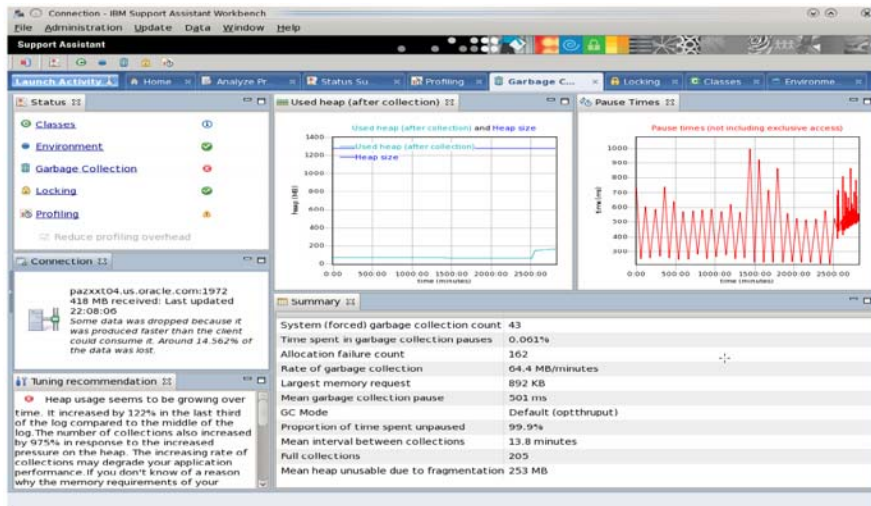 Connection - IBM Support Assistant Workbench
File Administration Update Data Window Help
Support Assistant
Launch Activity Home Analyze Pr... Status Su... Profiling Garbage C... Locking Classes Environme...
Status
Classes
Environment
Garbage Collection
Locking
Profiling
Reduce profiling overhead
Connection
pazxxt04.us.oracle.com:1972
418 MB received: Last updated
22:08:06
Some data was dropped because it
was produced faster than the client
could consume it. Around 14.562% of
the data was lost.
Tuning recommendation
Heap usage seems to be growing over
time. It increased by 122% in the last third
of the log compared to the middle of the
log.The number of collections also increased
by 975% in response to the increased
pressure on the heap. The increasing rate of
collections may degrade your application
performance.If you don't know of a reason
why the memory requirements of your
Used heap (after collection)
Used heap (after collection) and Heap size
Used heap (after collection)
Heap size
heap (MB)
1400
1200
1000
800
600
400
200
0
0:00 500:00 1000:00 1500:00 2000:00 2500:00
time (minutes)
Pause Times
Pause times (not including exclusive access)
time(ms)
1000
900
800
700
600
500
400
300
0:00 500:00 1000:00 1500:00 2000:00 2500:00
time (minutes)
Summary
System (forced) garbage collection count 43
Time spent in garbage collection pauses 0.061%
Allocation failure count 162
Rate of garbage collection 64.4 MB/minutes
Largest memory request 892 KB
Mean garbage collection pause 501 ms
GC Mode Default (optthruput)
Proportion of time spent unpaused 99.9%
Mean interval between collections 13.8 minutes
Full collections 205
Mean heap unusable due to fragmentation 253 MB